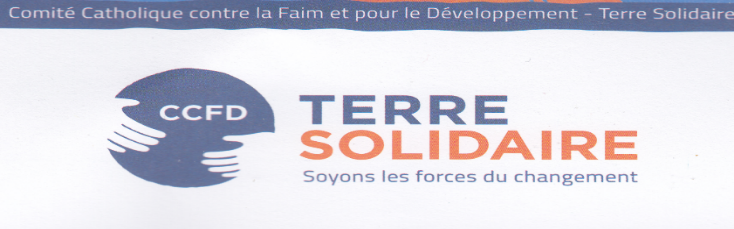 Comité Catholique contre la Faim et pour le Développement - Terre Solidaire
CCFD
TERRE
SOLIDAIRE
Soyons les forces du changement